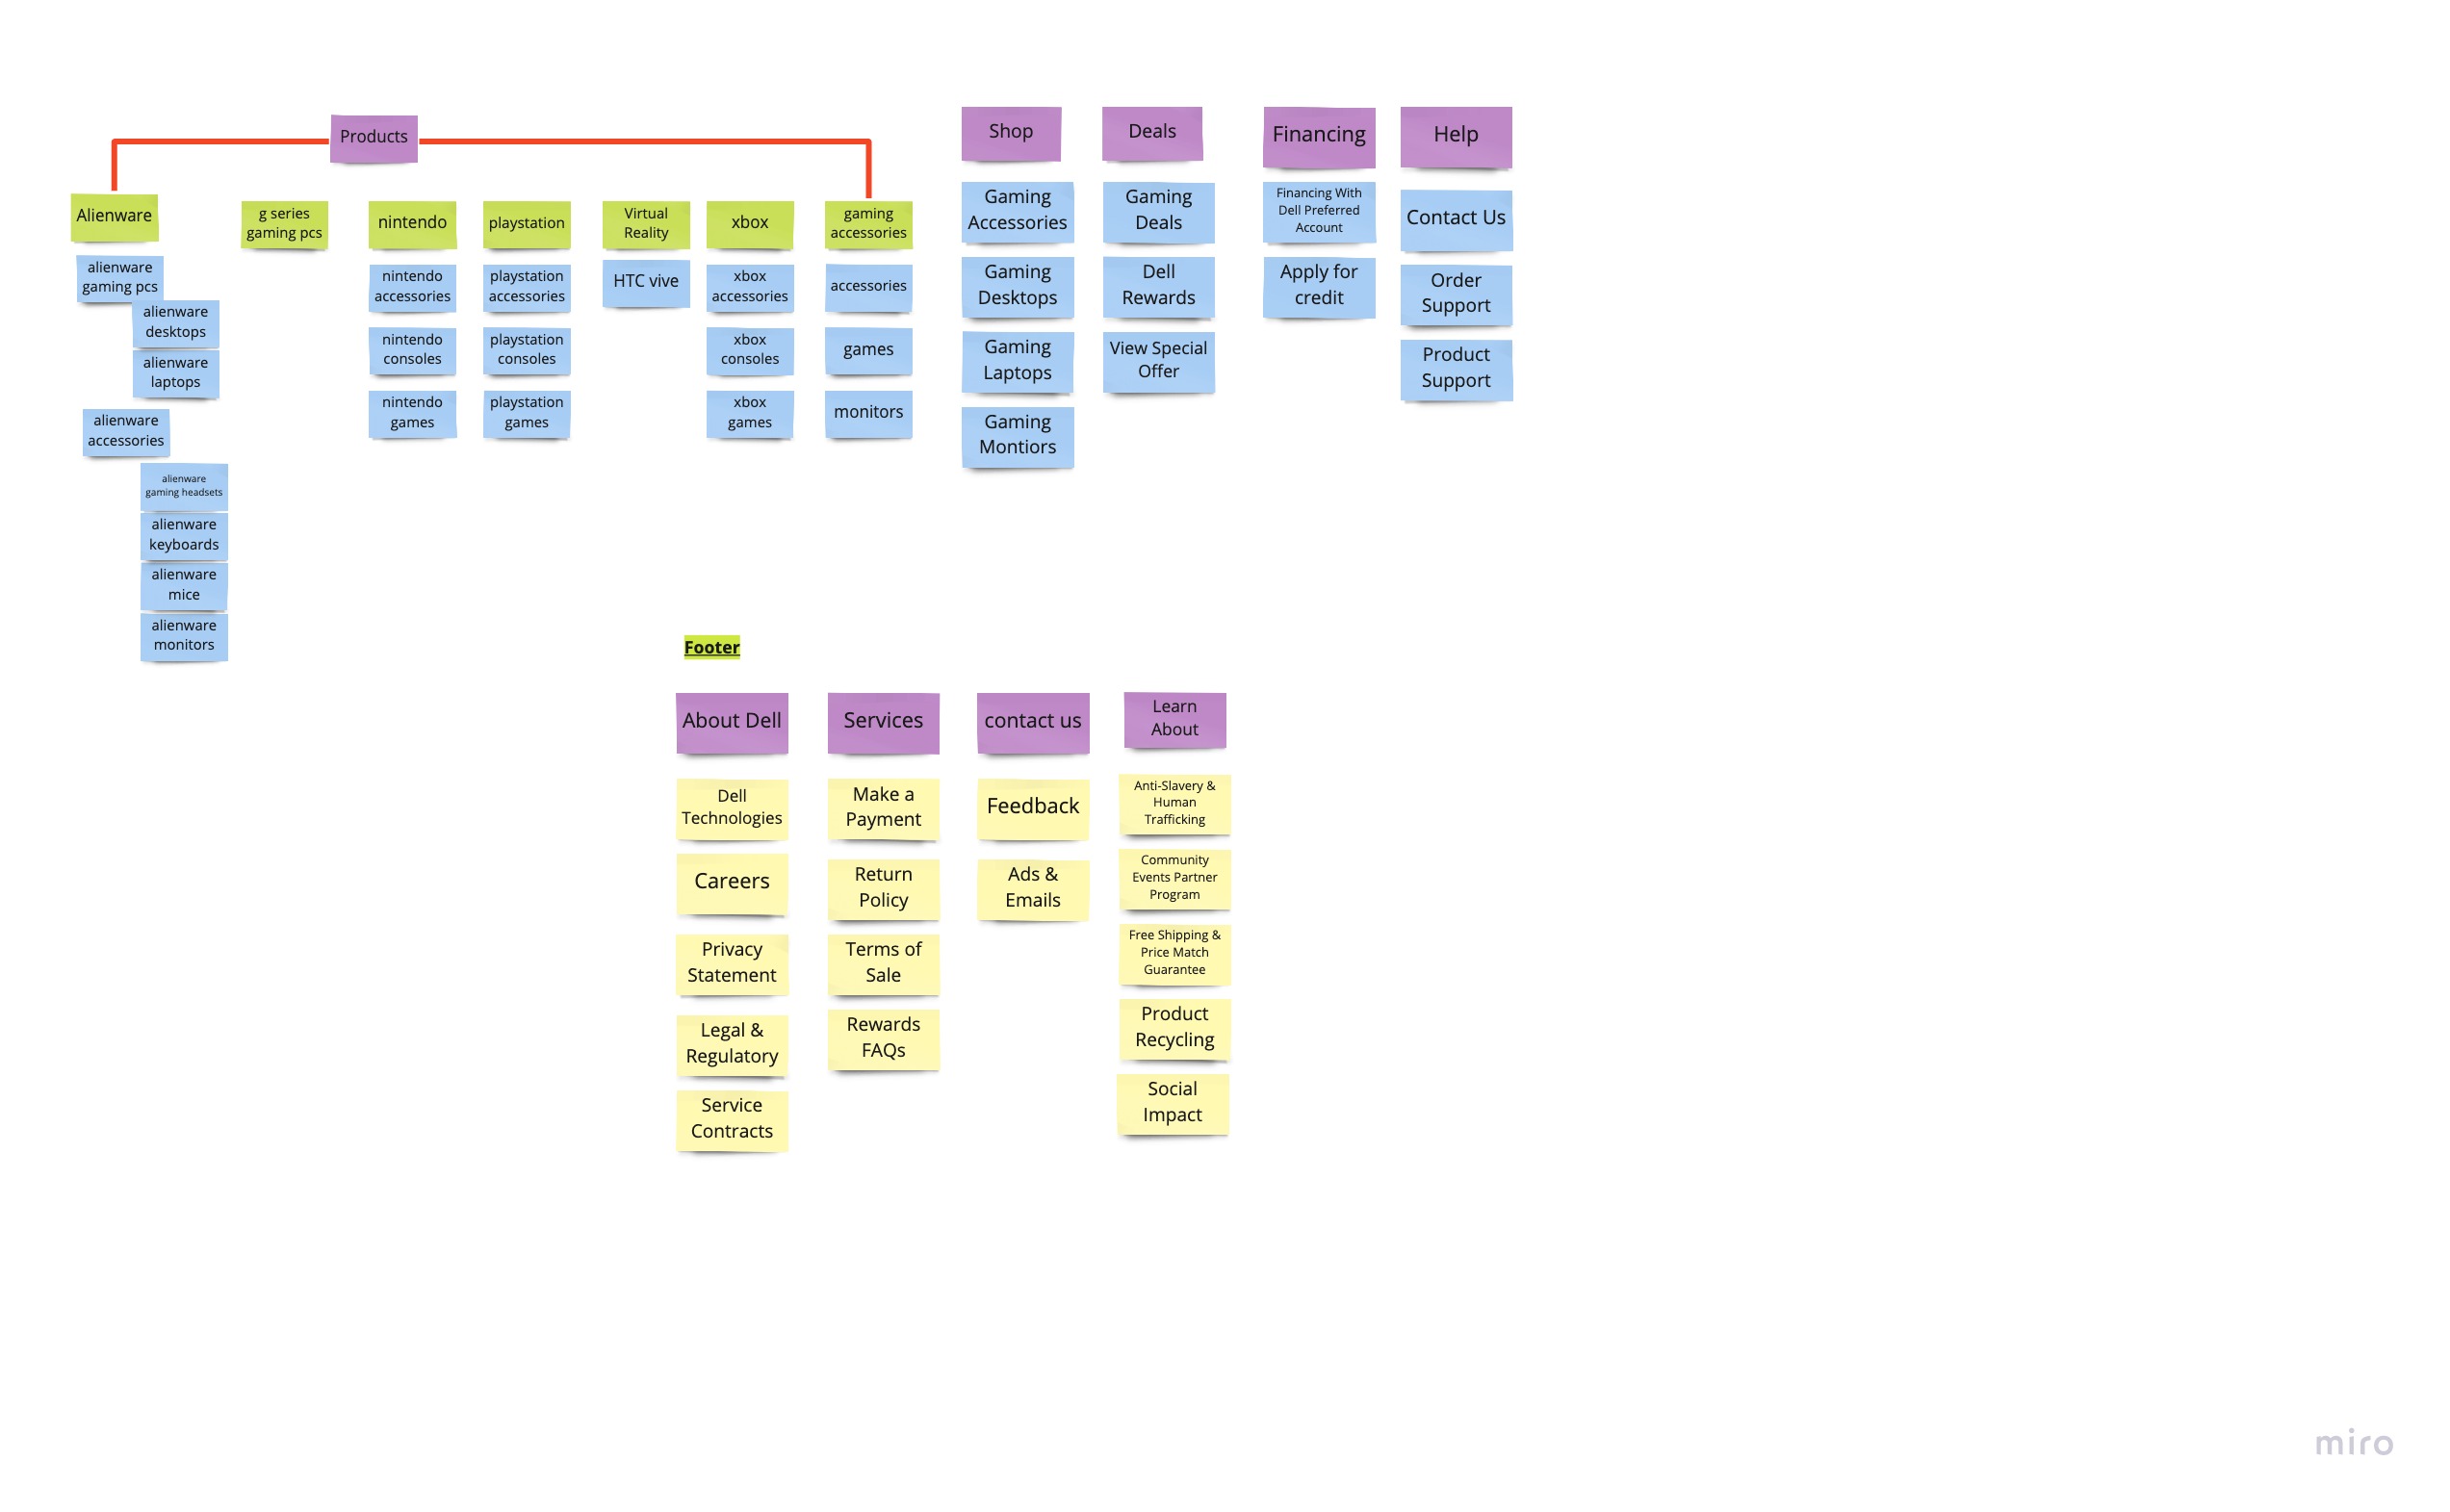 Products
Alienware
alienware
gaming pcs
alienware
desktops
alienware
laptops
alienware
accessories
alienware
gaming headsets
alienware
keyboards
alienware
mice
alienware
monitors
g series
gaming pcs
nintendo
nintendo
accessories
nintendo
consoles
nintendo
games
playstation
playstation
accessories
playstation
consoles
playstation
games
Virtual
Reality
HTC vive
xbox
xbox
accessories
xbox
consoles
xbox
games
gaming
accessories
accessories
games
monitors
Shop
Gaming
Accessories
Gaming
Desktops
Gaming
Laptops
Gaming
Montiors
Deals
Gaming
Deals
Dell
Rewards
View Special
Offer
Financing
Financing With
Dell Preferred
Account
Apply for
credit
Help
Contact Us
Order
Support
Product
Support
Footer
About Dell
Dell
Technologies
Careers
Privacy
Statement
Legal &
Regulatory
Service
Contracts
Services
Make a
Payment
Return
Policy
Terms of
Sale
Rewards
FAQs
contact us
Feedback
Ads &
Emails
Learn
About
Anti-Slavery &
Human
Trafficking
Community
Events Partner
Program
Free Shipping &
Price Match
Guarantee
Product
Recycling
Social
Impact
miro